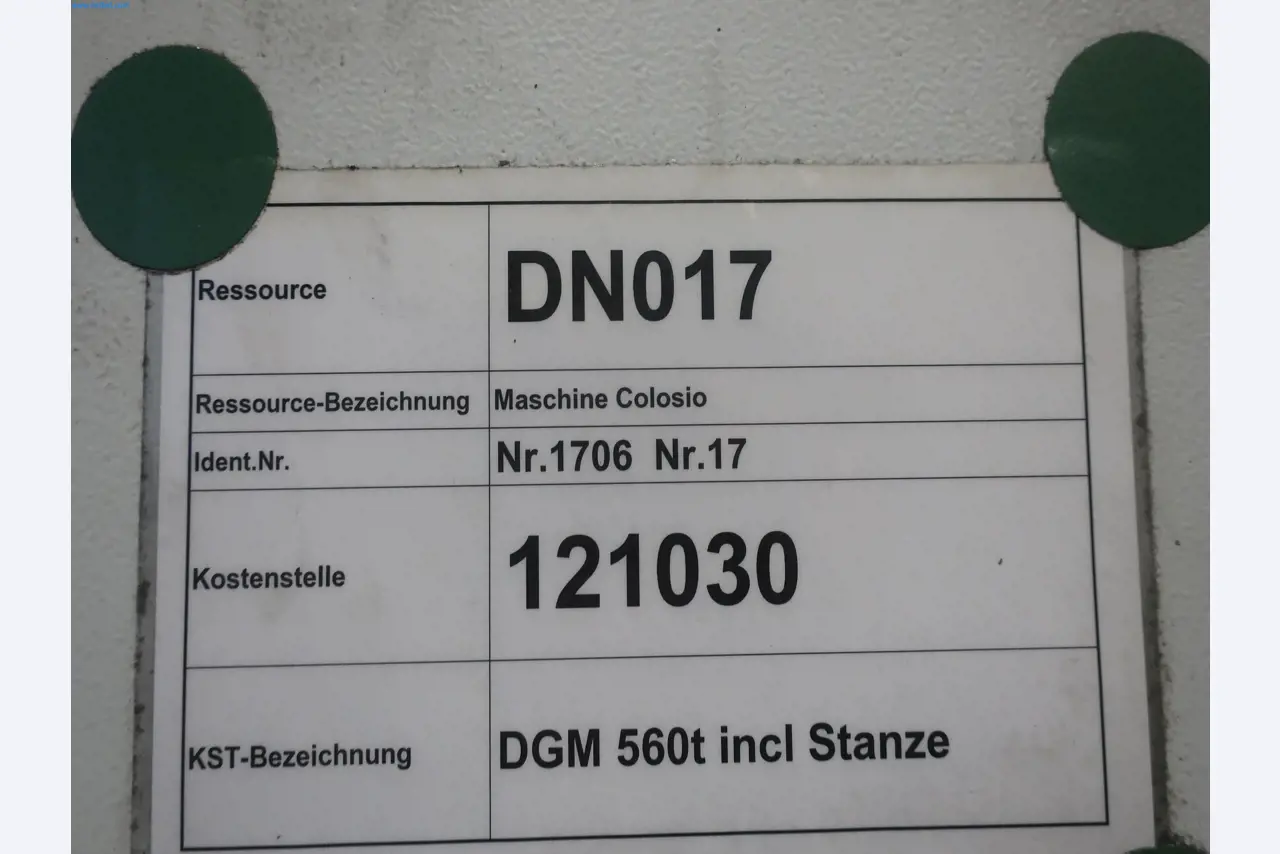 Ressource DN017
Ressource-Bezeichnung Maschine Colosio
Ident.Nr. Nr.1706 Nr.17
Kostenstelle 121030
KST-Bezeichnung DGM 560t incl Stanze